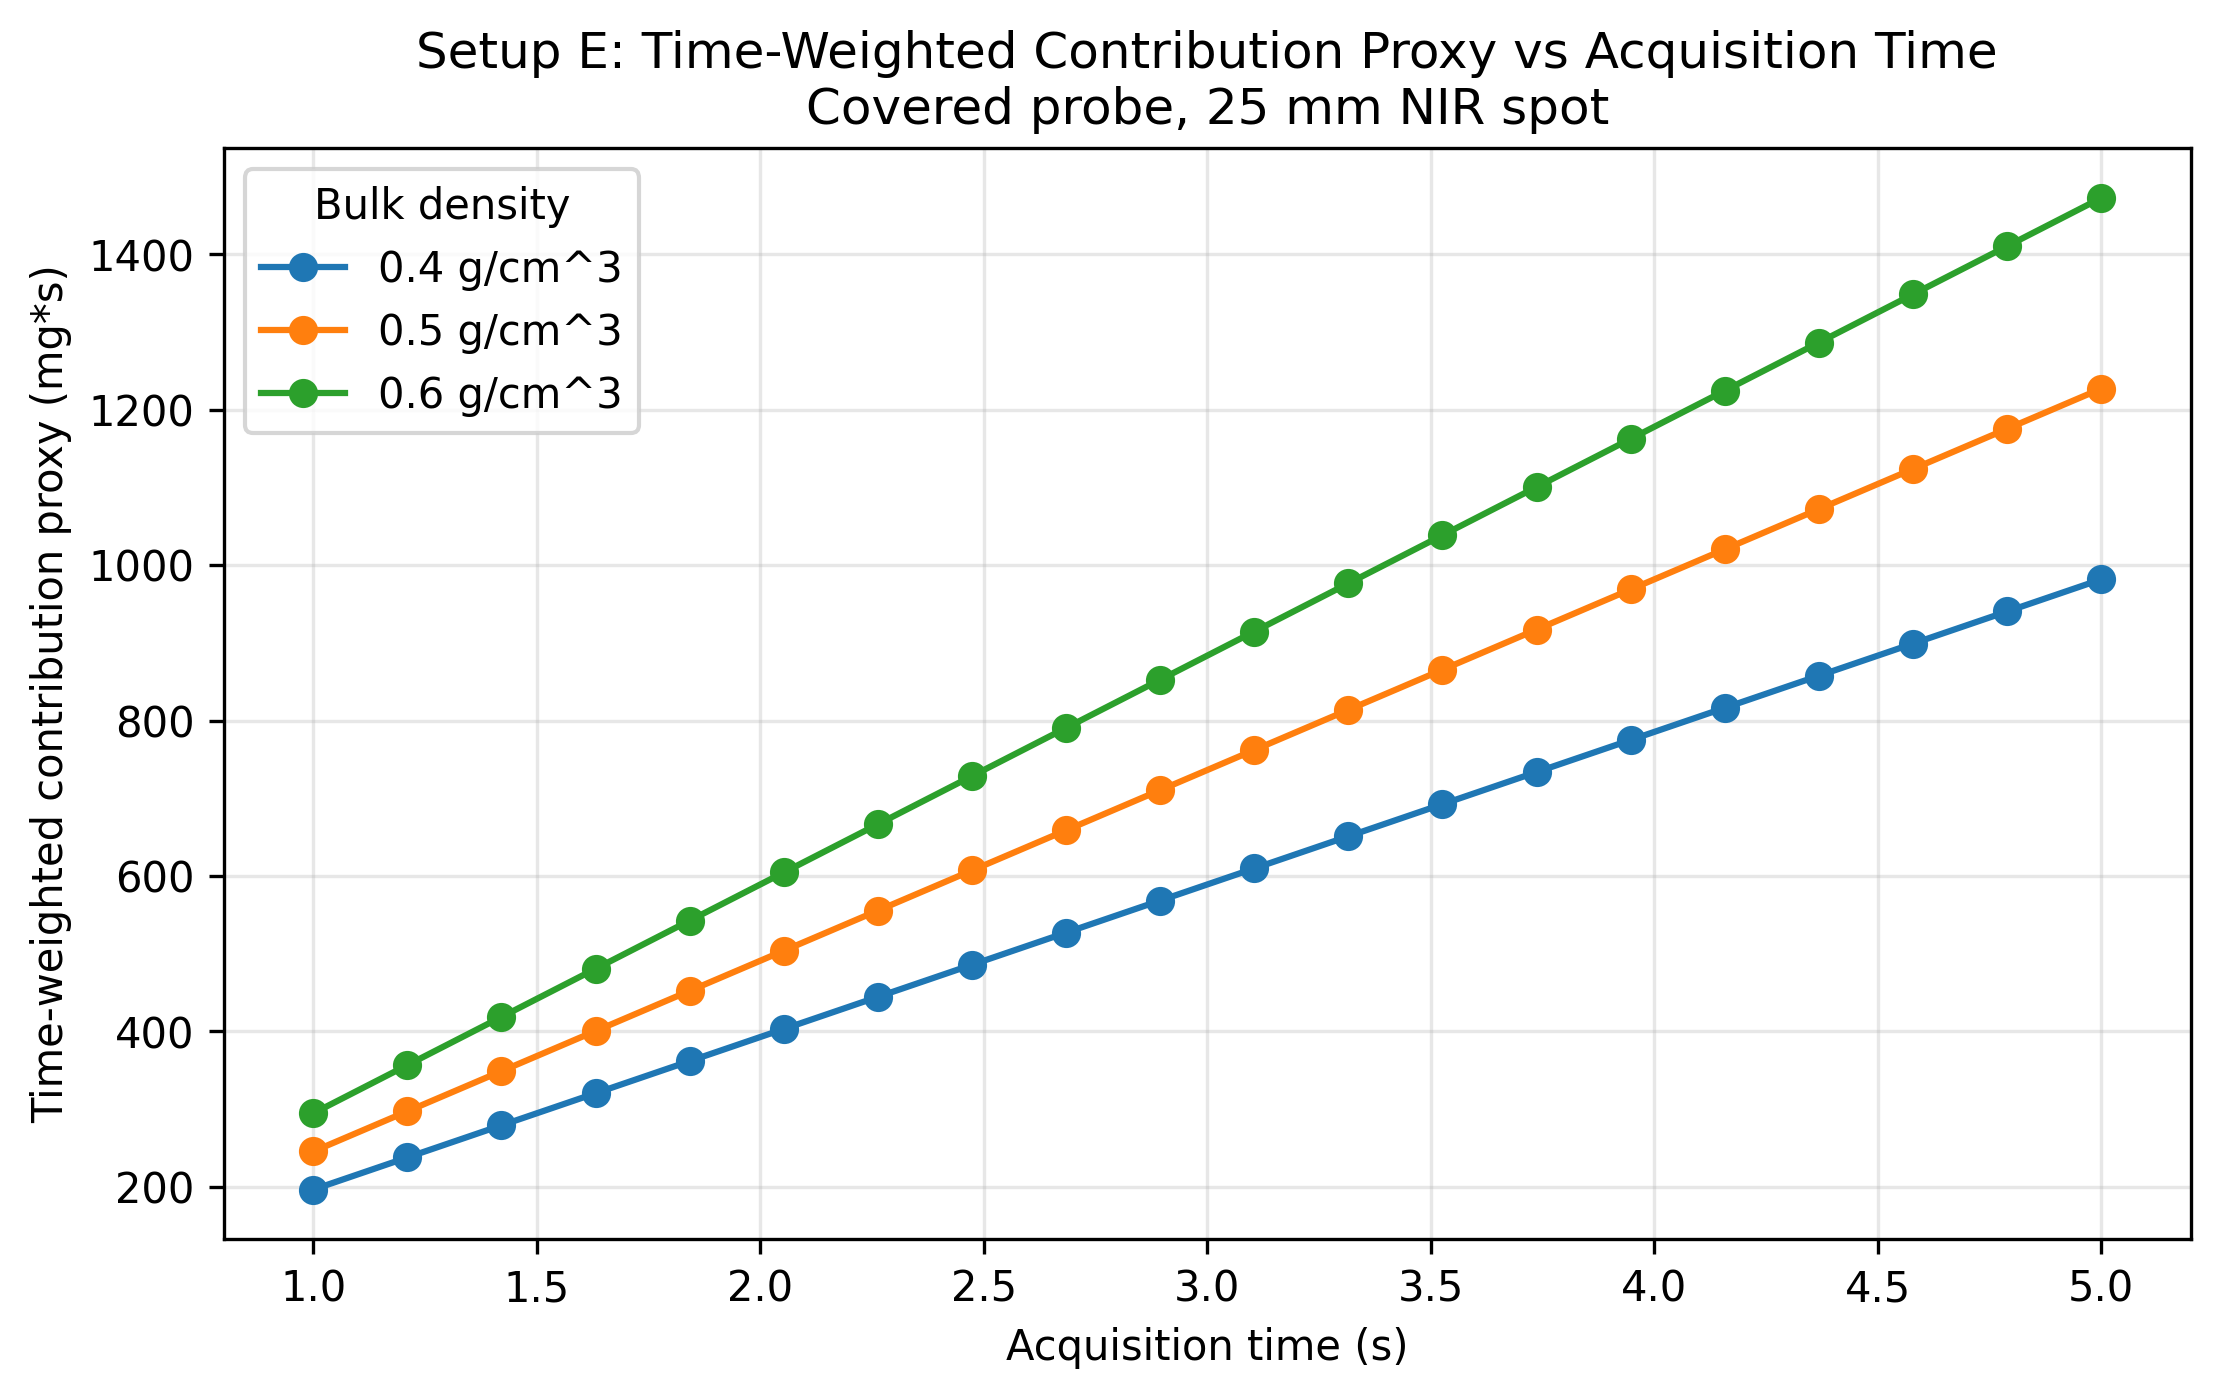 Setup E: Time-Weighted Contribution Proxy vs Acquisition Time
Covered probe, 25 mm NIR spot
Time-weighted contribution proxy (mg*s)
1400
1200
1000
800
600
400
200
Bulk density
0.4 g/cm^3
0.5 g/cm^3
0.6 g/cm^3
1.0 1.5 2.0 2.5 3.0 3.5 4.0 4.5 5.0
Acquisition time (s)